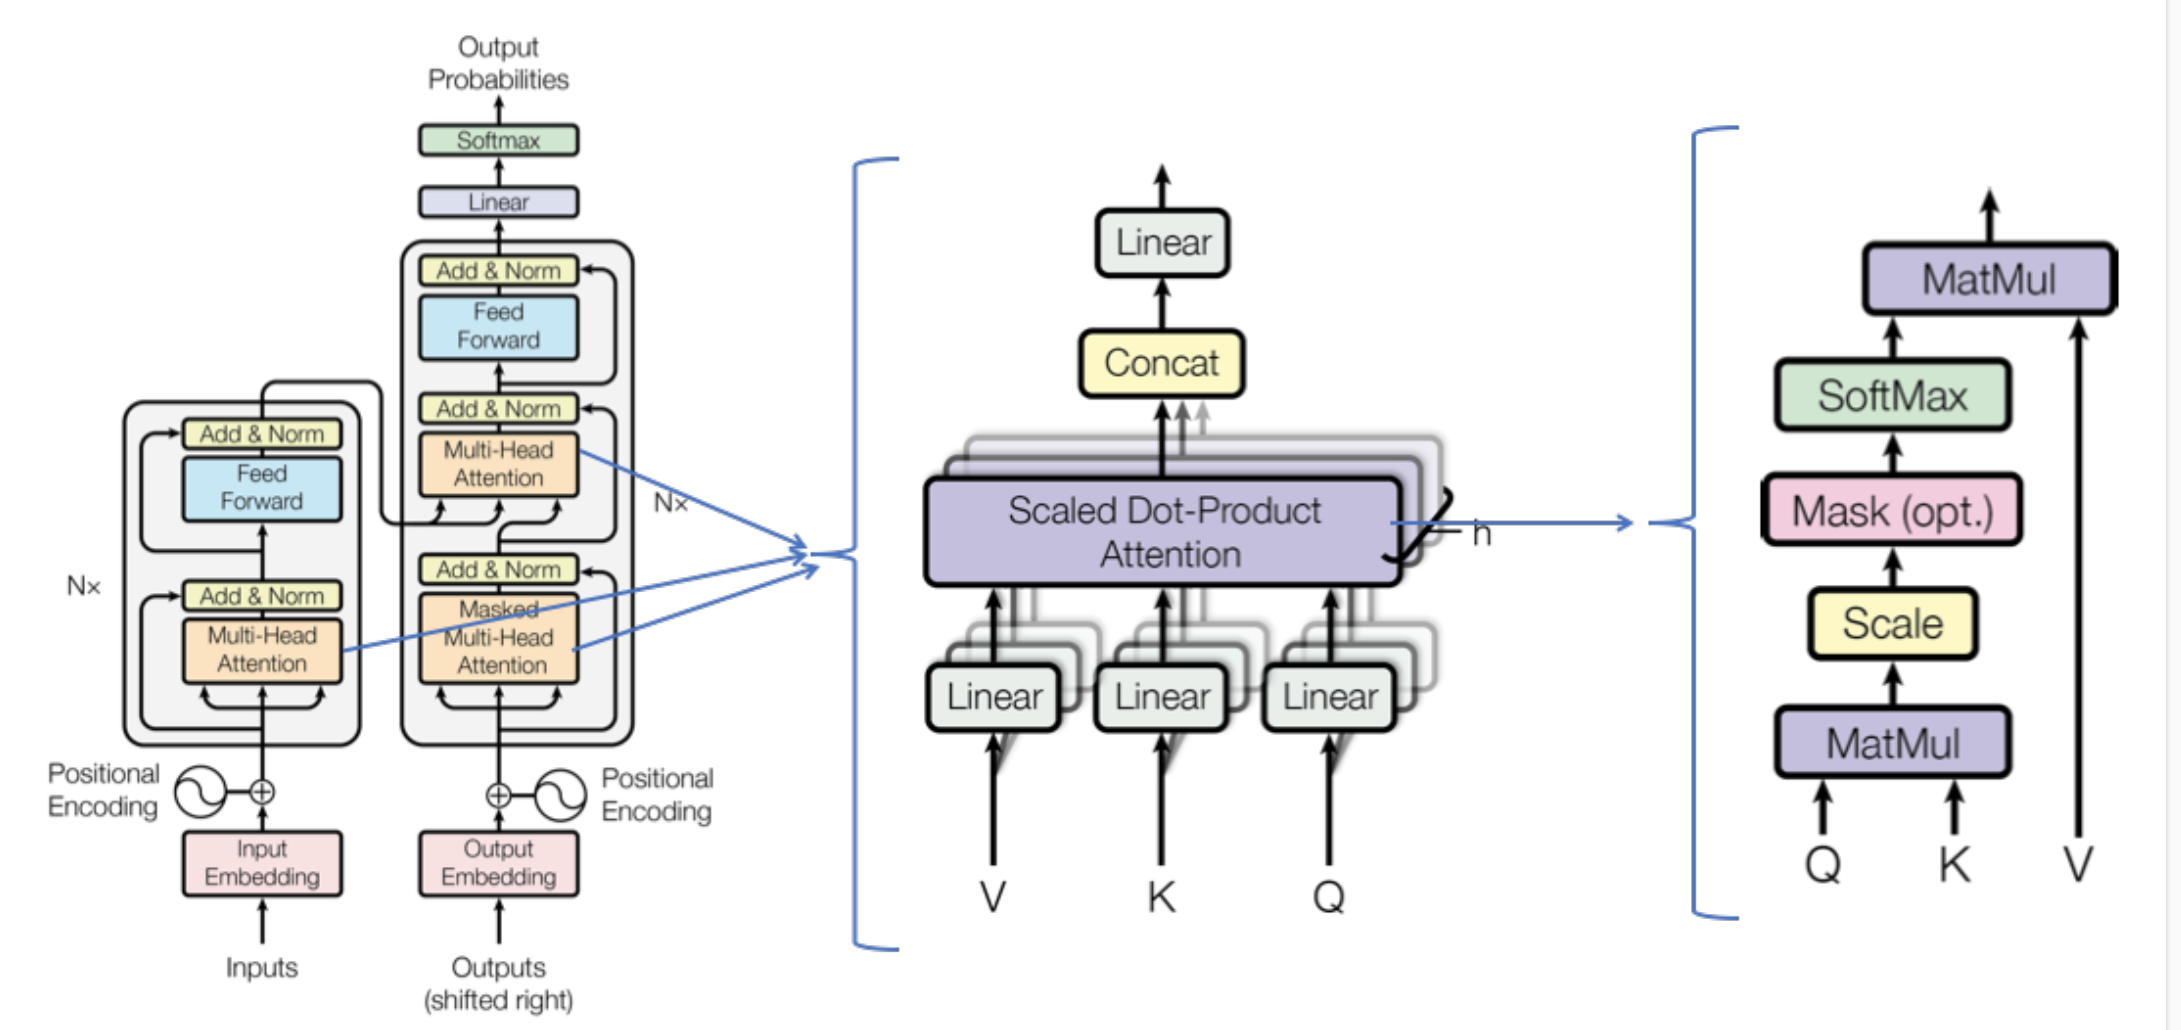 Output
Probabilities
Softmax
Linear
Add & Norm
Feed
Forward
Add & Norm
Multi-Head
Attention
Nx
Add & Norm
Masked
Multi-Head
Attention
Add & Norm
Feed
Forward
Nx
Add & Norm
Multi-Head
Attention
Positional
Encoding
Positional
Encoding
Input
Embedding
Output
Embedding
Inputs
Outputs
(shifted right)
Linear
Concat
Scaled Dot-Product
Attention
h
Linear
Linear
Linear
V
K
Q
MatMul
SoftMax
Mask (opt.)
Scale
MatMul
Q
K
V